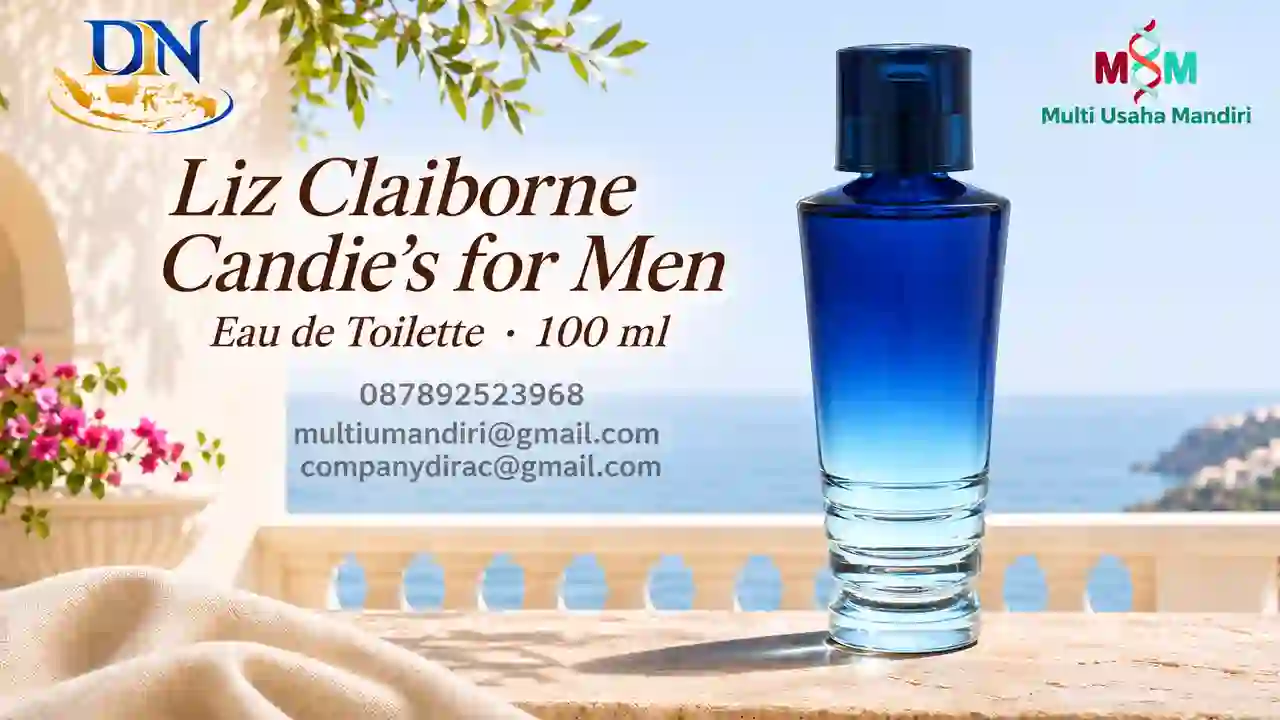 DN
MSM
Multi Usaha Mandiri
Liz Claiborne
Candie's for Men
Eau de Toilette · 100 ml
087892523968
multiumandiri@gmail.com
companydirac@gmail.com